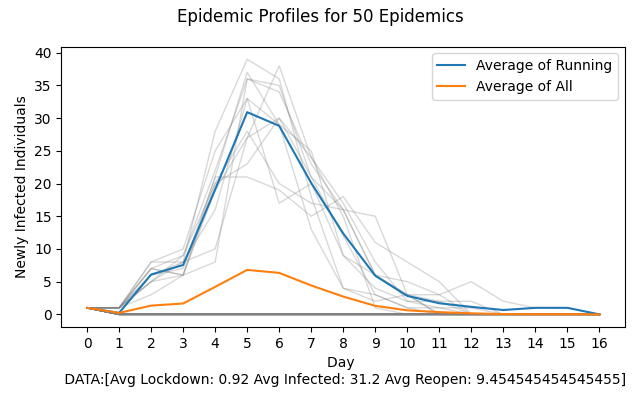 Epidemic Profiles for 50 Epidemics
Newly Infected Individuals
40
35
30
25
20
15
10
5
0
Average of Running
Average of All
0 1 2 3 4 5 6 7 8 9 10 11 12 13 14 15 16
Day
DATA:[Avg Lockdown: 0.92 Avg Infected: 31.2 Avg Reopen: 9.454545454545455]